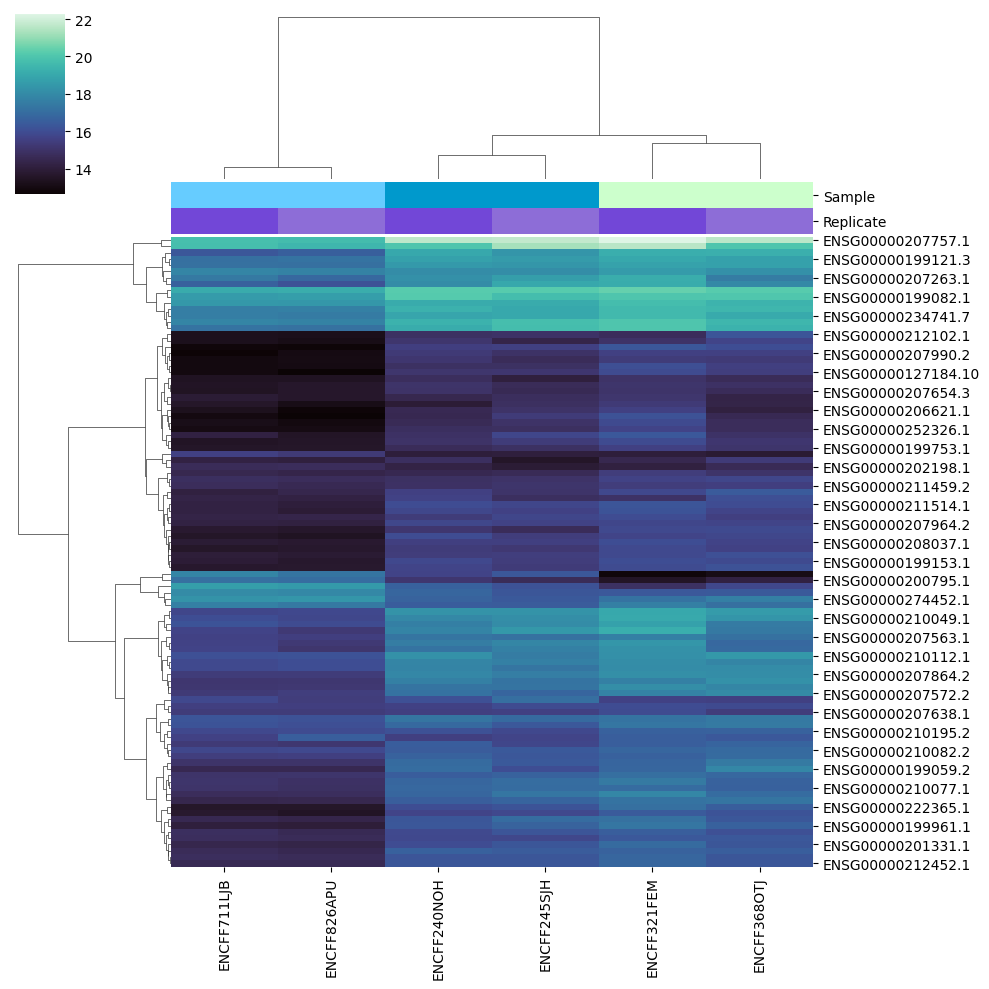 22
20
18
16
14
Sample
Replicate
ENSG00000207757.1
ENSG00000199121.3
ENSG00000207263.1
ENSG00000199082.1
ENSG00000234741.7
ENSG00000212102.1
ENSG00000207990.2
ENSG00000127184.10
ENSG00000207654.3
ENSG00000206621.1
ENSG00000252326.1
ENSG00000199753.1
ENSG00000202198.1
ENSG00000211459.2
ENSG00000211514.1
ENSG00000207964.2
ENSG00000208037.1
ENSG00000199153.1
ENSG00000200795.1
ENSG00000274452.1
ENSG00000210049.1
ENSG00000207563.1
ENSG00000210112.1
ENSG00000207864.2
ENSG00000207572.2
ENSG00000207638.1
ENSG00000210195.2
ENSG00000210082.2
ENSG00000199059.2
ENSG00000210077.1
ENSG00000222365.1
ENSG00000199961.1
ENSG00000201331.1
ENSG00000212452.1
ENCFF711LJB
ENCFF826APU
ENCFF240NOH
ENCFF245SJH
ENCFF321FEM
ENCFF368OTJ